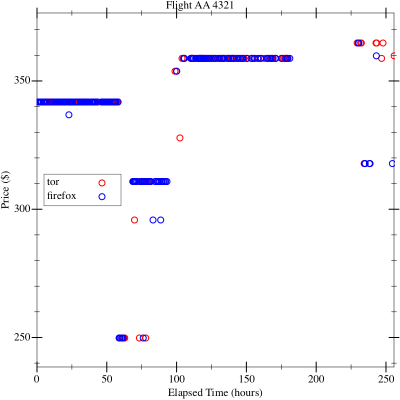 Flight AA 4321
350
300
250
Price ($)
tor
firefox
0 50 100 150 200 250
Elapsed Time (hours)